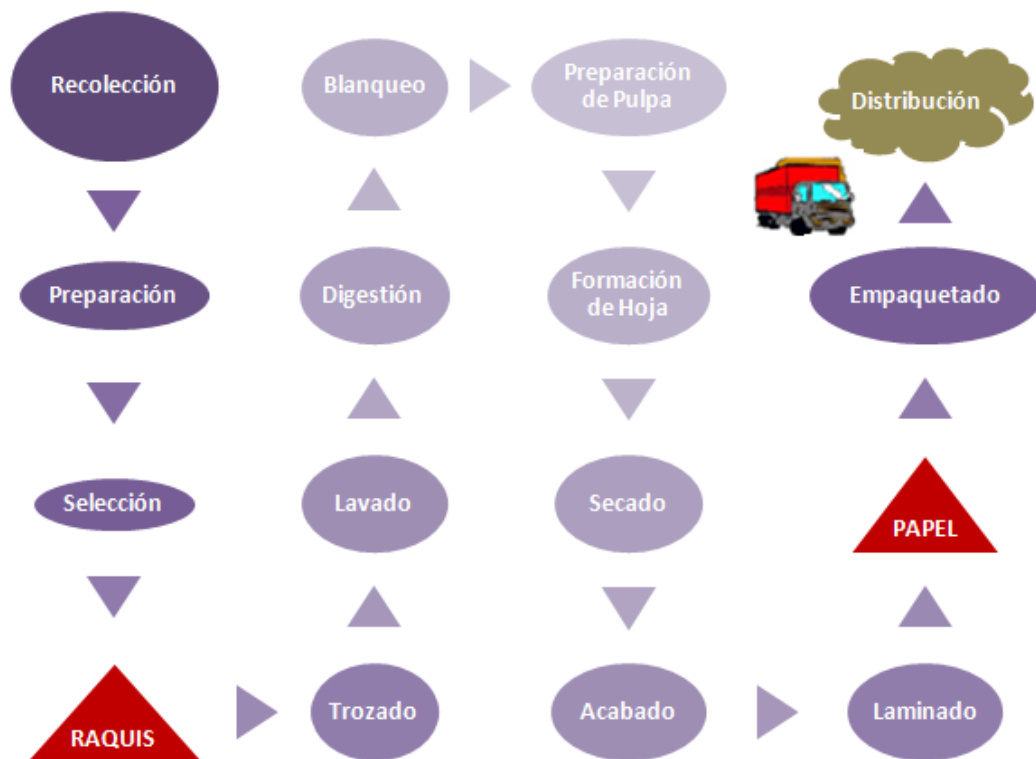 Recolección
Preparación
Selección
RAQUIS
Trozado
Lavado
Digestión
Blanqueo
Preparación
de Pulpa
Formación
de Hoja
Secado
Acabado
Laminado
PAPEL
Empaquetado
Distribución